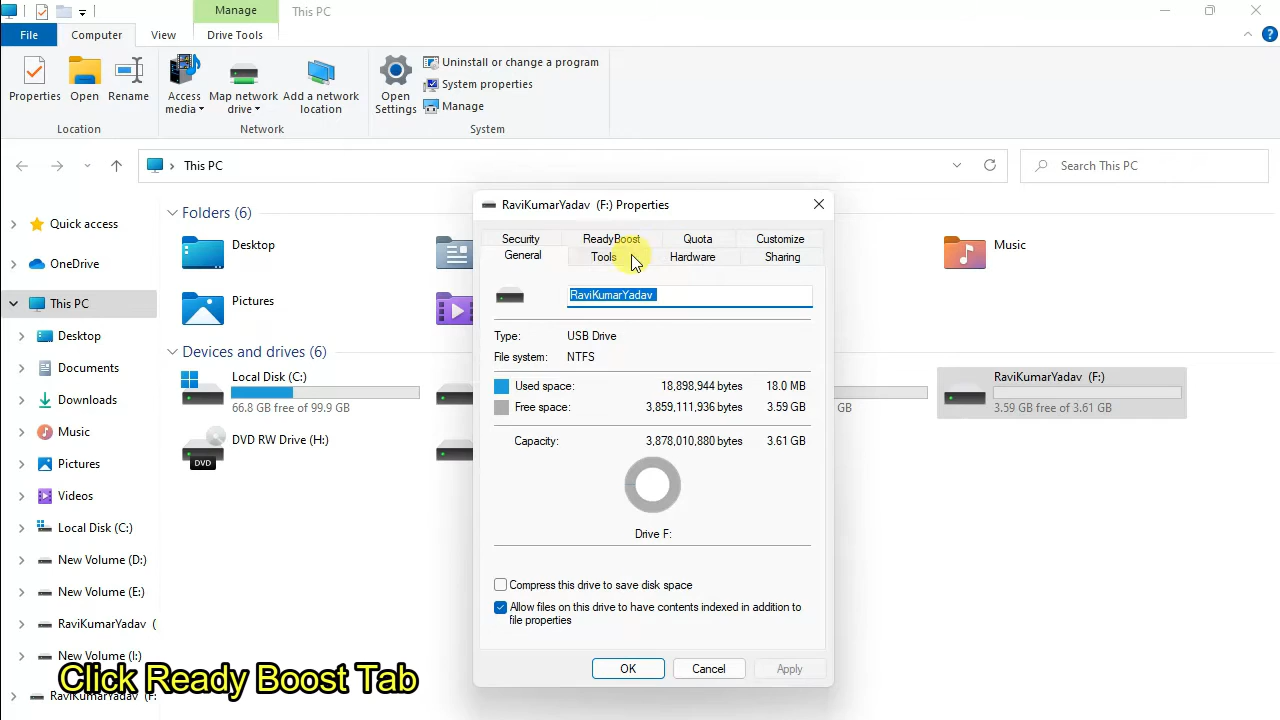 Manage
This PC
File
Computer
View
Drive Tools
Properties
Open
Rename
Access media
Map network drive
Add a network location
Open Settings
Uninstall or change a program
System properties
Manage
Location
Network
System
This PC
Search This PC
Quick access
OneDrive
This PC
Desktop
Documents
Downloads
Music
Pictures
Videos
Local Disk (C:)
New Volume (D:)
New Volume (E:)
RaviKumarYadav (
New Volume (I:)
RaviKumarYadav (F:
Folders (6)
Desktop
Music
Pictures
Devices and drives (6)
Local Disk (C:)
66.8 GB free of 99.9 GB
GB
RaviKumarYadav (F:)
3.59 GB free of 3.61 GB
DVD RW Drive (H:)
DVD
RaviKumarYadav (F:) Properties
Security
ReadyBoost
Quota
Customize
General
Tools
Hardware
Sharing
RaviKumarYadav
Type: USB Drive
File system: NTFS
Used space: 18,898,944 bytes 18.0 MB
Free space: 3,859,111,936 bytes 3.59 GB
Capacity: 3,878,010,880 bytes 3.61 GB
Drive F:
Compress this drive to save disk space
Allow files on this drive to have contents indexed in addition to
file properties
OK
Cancel
Apply
Click Ready Boost Tab